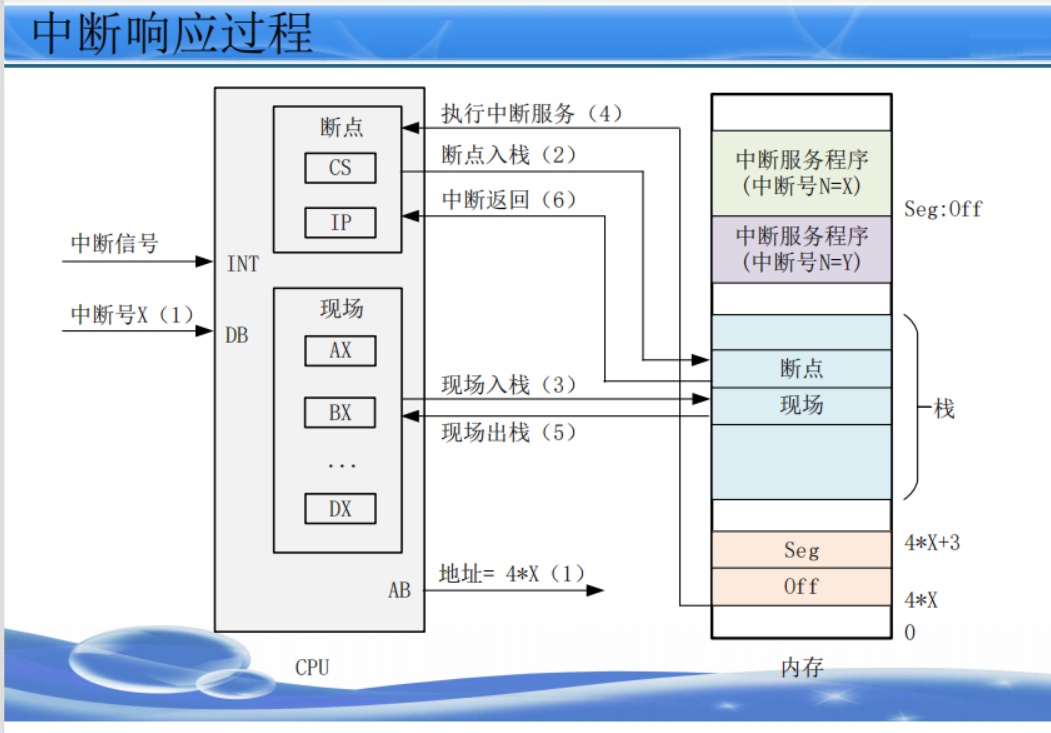 中断响应过程
断点
CS
IP
中断信号
INT
中断号X（1）
DB
现场
AX
BX
...
DX
AB
CPU
执行中断服务（4）
断点入栈（2）
中断返回（6）
现场入栈（3）
现场出栈（5）
地址= 4*X（1）
中断服务程序
(中断号N=X)
Seg:Off
中断服务程序
(中断号N=Y)
断点
现场
栈
Seg
4*X+3
Off
4*X
0
内存